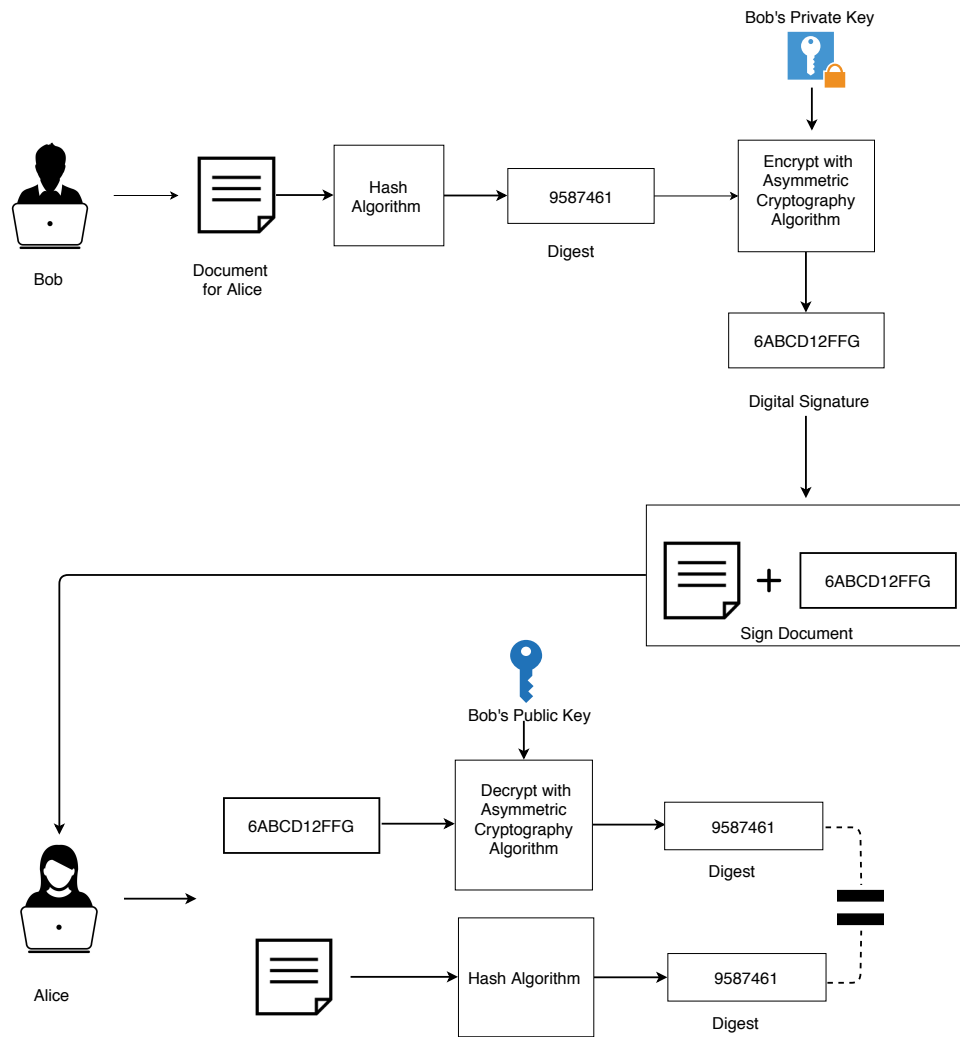 Bob's Private Key
Bob
Document
for Alice
Hash
Algorithm
9587461
Digest
Encrypt with
Asymmetric
Cryptography
Algorithm
6ABCD12FFG
Digital Signature
6ABCD12FFG
Sign Document
Bob's Public Key
6ABCD12FFG
Decrypt with
Asymmetric
Cryptography
Algorithm
9587461
Digest
Alice
Hash Algorithm
9587461
Digest